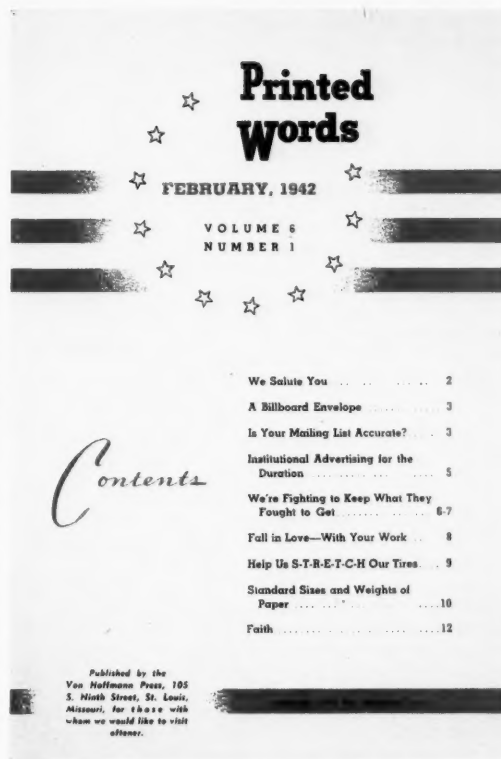 Printed
Words
FEBRUARY, 1942
VOLUME 6
NUMBER 1
Contents
We Salute You . . . . . . . 2
A Billboard Envelope . . . . . . . 3
Is Your Mailing List Accurate? . . . 3
Institutional Advertising for the
Duration . . . . . . . 5
We're Fighting to Keep What They
Fought to Get . . . . . . . 6-7
Fall in Love—With Your Work . . 8
Help Us S-T-R-E-T-C-H Our Tires . . 9
Standard Sizes and Weights of
Paper . . . . . . . 10
Faith . . . . . . . 12
Published by the
Von Hoffmann Press, 105
S. Ninth Street, St. Louis,
Missouri, for those with
whom we would like to visit
oftener.